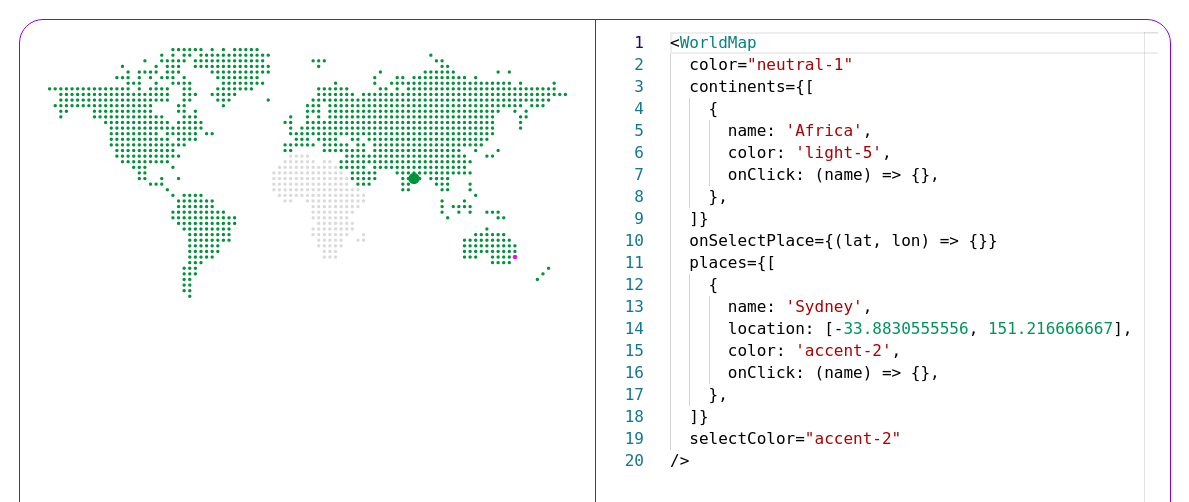 1 <WorldMap
2   color="neutral-1"
3   continents={[
4     {
5       name: 'Africa',
6       color: 'light-5',
7       onClick: (name) => {},
8     },
9   ]}
10   onSelectPlace={(lat, lon) => {}}
11   places={[
12     {
13       name: 'Sydney',
14       location: [-33.8830555556, 151.216666667],
15       color: 'accent-2',
16       onClick: (name) => {},
17     },
18   ]}
19   selectColor="accent-2"
20 />